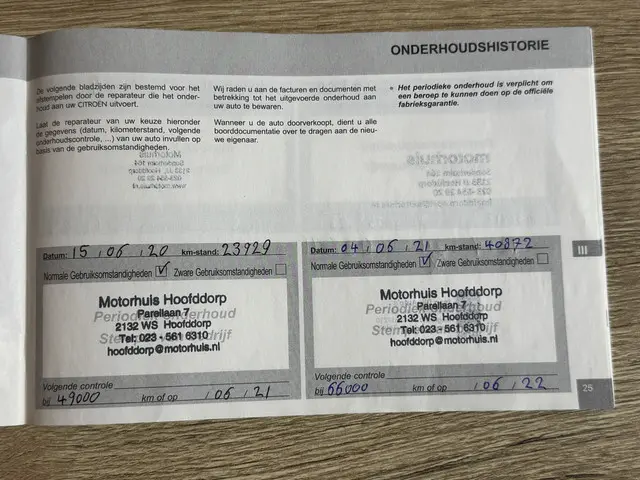 ONDERHOUDSHISTORIE
De volgende bladzijden zijn bestemd voor het
afstempelen door de reparateur die het onder-
houd aan uw CITROËN uitvoert.
Laat de reparateur van uw keuze hieronder
de gegevens (datum, kilometerstand, volgende
onderhoudscontrole, ...) van uw auto invullen op
basis van de gebruiksomstandigheden.
Wij raden u aan de facturen en documenten met
betrekking tot het uitgevoerde onderhoud aan
uw auto te bewaren.
Wanneer u de auto doorverkoopt, dient u alle
boorddocumentatie over te dragen aan de nieu-
we eigenaar.
* Het periodieke onderhoud is verplicht om
een beroep te kunnen doen op de officiële
fabrieksgarantie.
Datum: 15 / 06 / 20 km-stand: 23929
Normale Gebruiksomstandigheden Zware Gebruiksomstandigheden
Motorhuis Hoofddorp
Parellaan 7
Periodiek onderhoud
2132 WS Hoofddorp
Tel: 023 - 561 6310
hoofddorp@motorhuis.nl
Volgende controle
bij 49000 km of op / 06 / 21
Datum: 04 / 06 / 21 km-stand: 40872
Normale Gebruiksomstandigheden Zware Gebruiksomstandigheden
Motorhuis Hoofddorp
Parellaan 7
2132 WS Hoofddorp
Tel: 023 - 561 6310
hoofddorp@motorhuis.nl
Volgende controle
bij 66000 km of op / 06 / 22
III
25